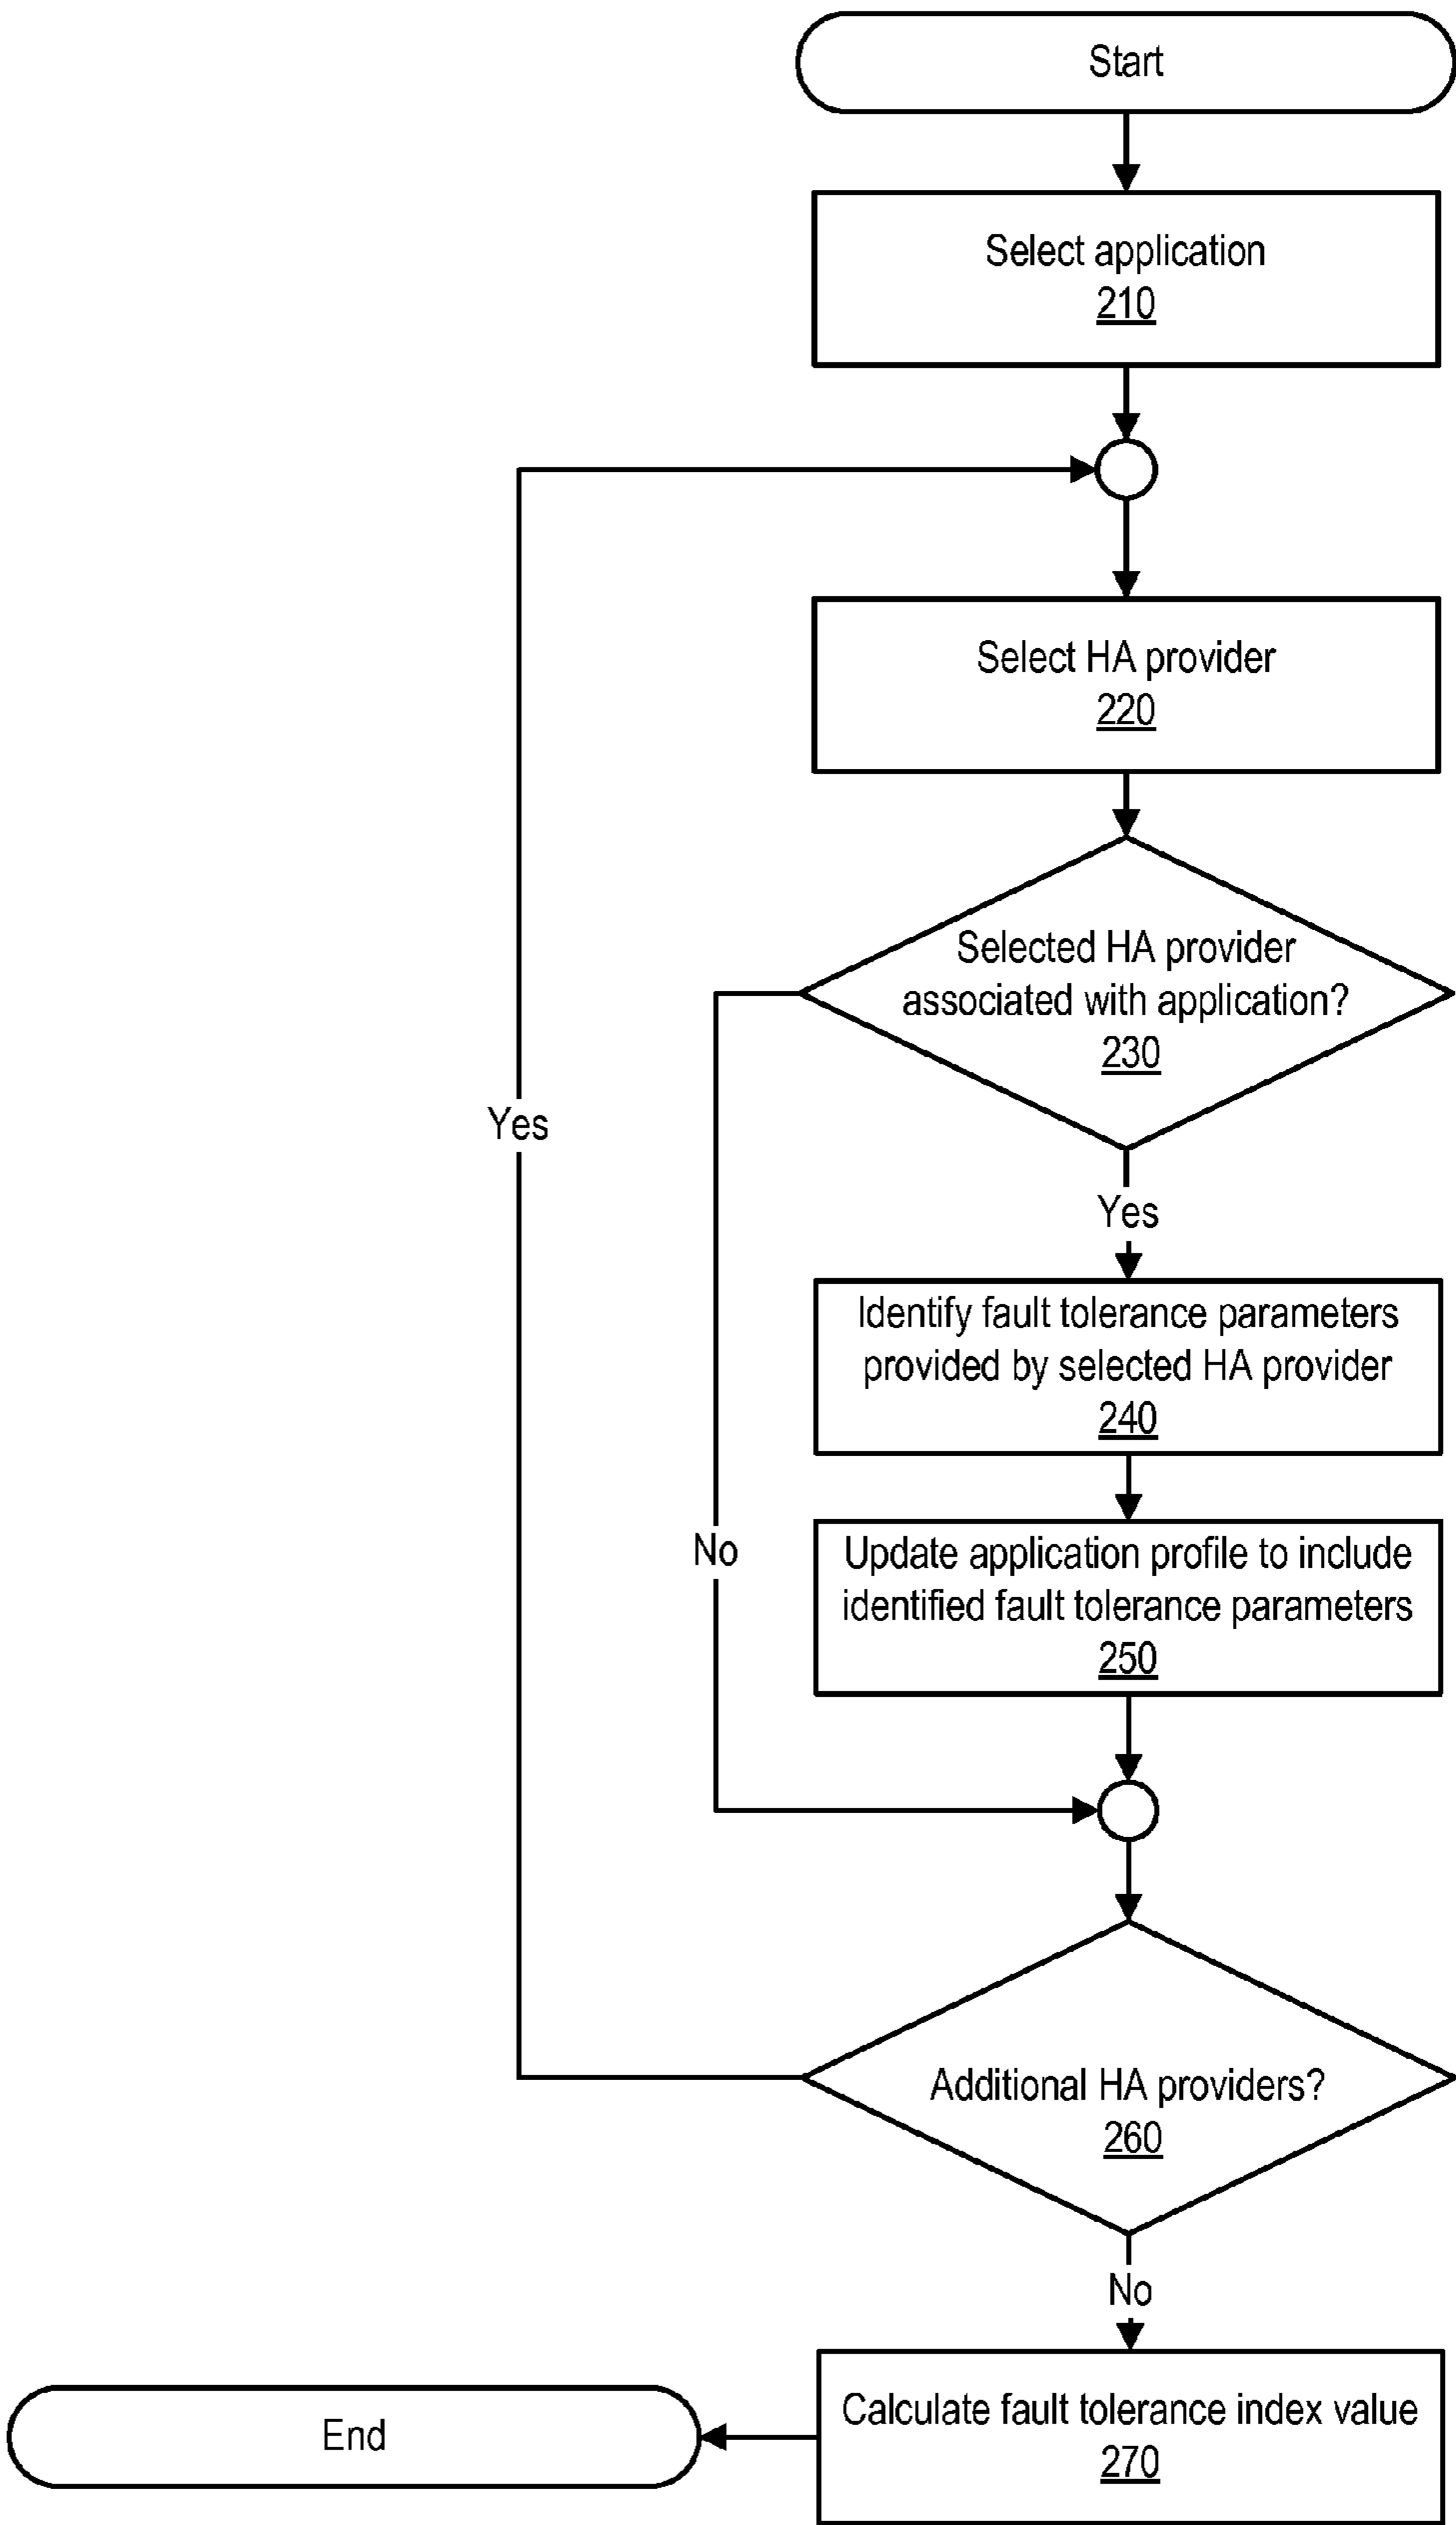 Start
Select application
210
Select HA provider
220
Selected HA provider
associated with application?
230
Yes
Yes
Identify fault tolerance parameters
provided by selected HA provider
240
No
Update application profile to include
identified fault tolerance parameters
250
Additional HA providers?
260
No
Calculate fault tolerance index value
270
End